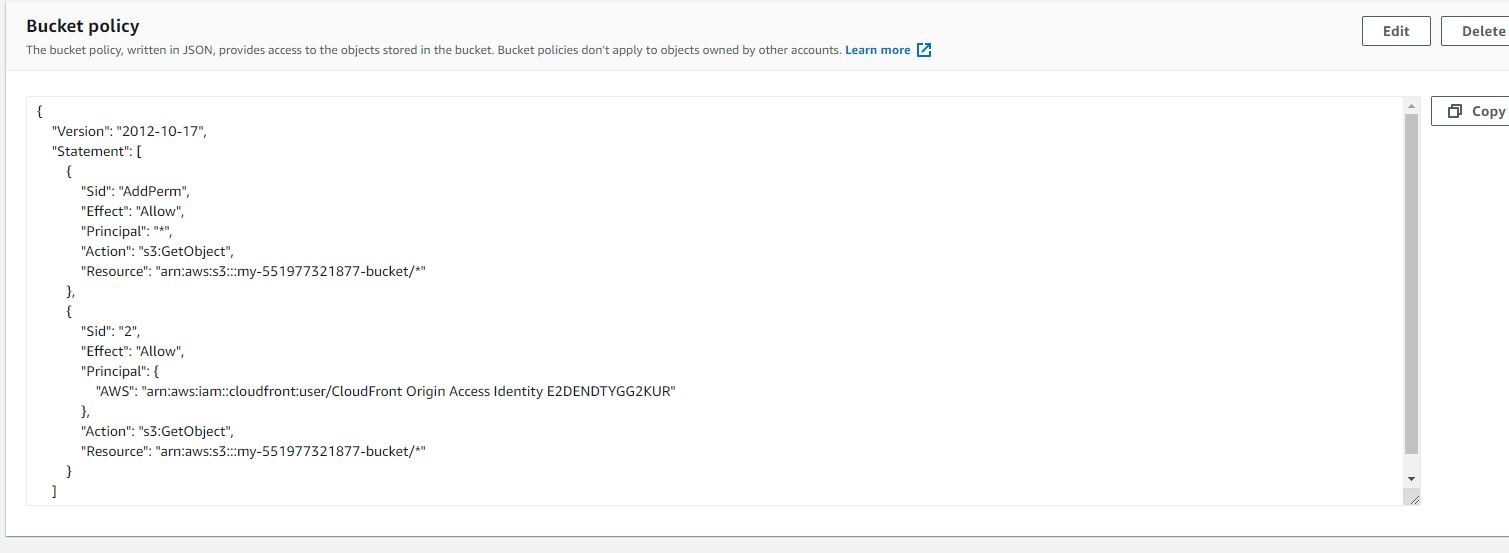 Bucket policy
Edit
Delete
The bucket policy, written in JSON, provides access to the objects stored in the bucket. Bucket policies don't apply to objects owned by other accounts. Learn more
Copy
{
"Version": "2012-10-17",
"Statement": [
{
"Sid": "AddPerm",
"Effect": "Allow",
"Principal": "*",
"Action": "s3:GetObject",
"Resource": "arn:aws:s3:::my-551977321877-bucket/*"
},
{
"Sid": "2",
"Effect": "Allow",
"Principal": {
"AWS": "arn:aws:iam::cloudfront:user/CloudFront Origin Access Identity E2DENDTYGG2KUR"
},
"Action": "s3:GetObject",
"Resource": "arn:aws:s3:::my-551977321877-bucket/*"
}
]